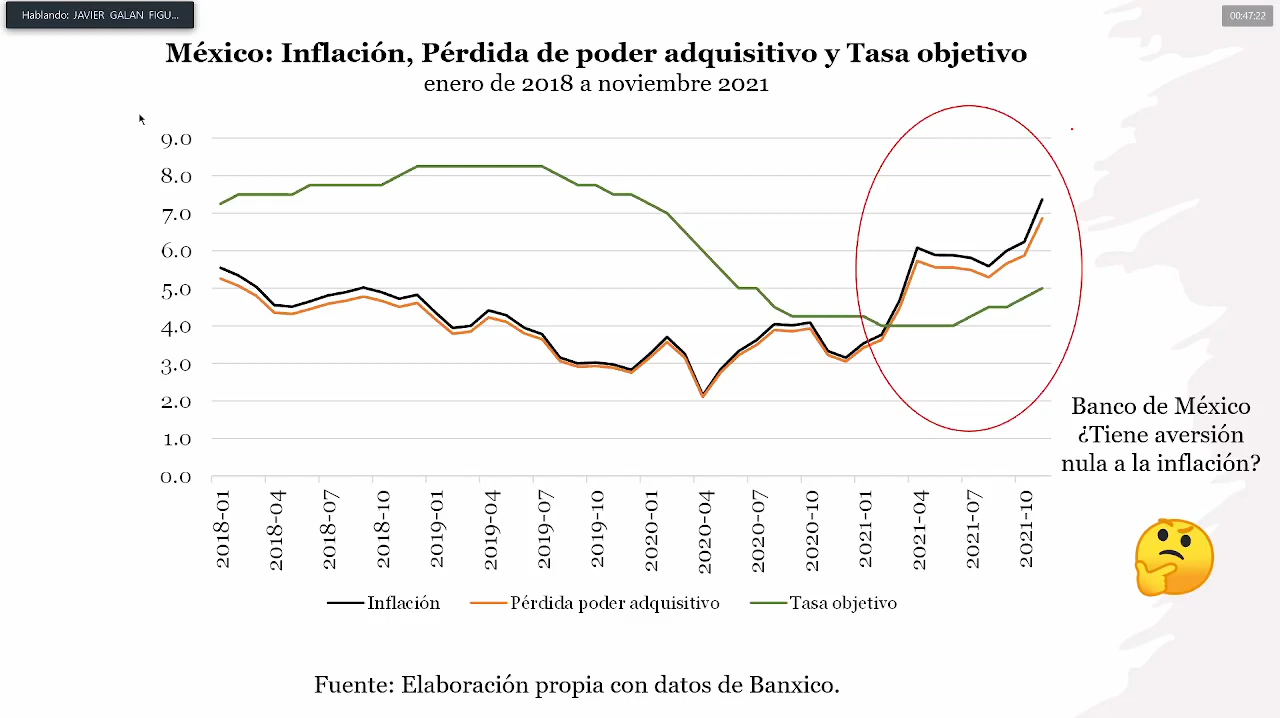 Hablando: JAVIER GALAN FIGU...
00:47:22
México: Inflación, Pérdida de poder adquisitivo y Tasa objetivo
enero de 2018 a noviembre 2021
9.0
8.0
7.0
6.0
5.0
4.0
3.0
2.0
1.0
0.0
2018-01
2018-04
2018-07
2018-10
2019-01
2019-04
2019-07
2019-10
2020-01
2020-04
2020-07
2020-10
2021-01
2021-04
2021-07
2021-10
Inflación
Pérdida poder adquisitivo
Tasa objetivo
Banco de México
¿Tiene aversión
nula a la inflación?
Fuente: Elaboración propia con datos de Banxico.